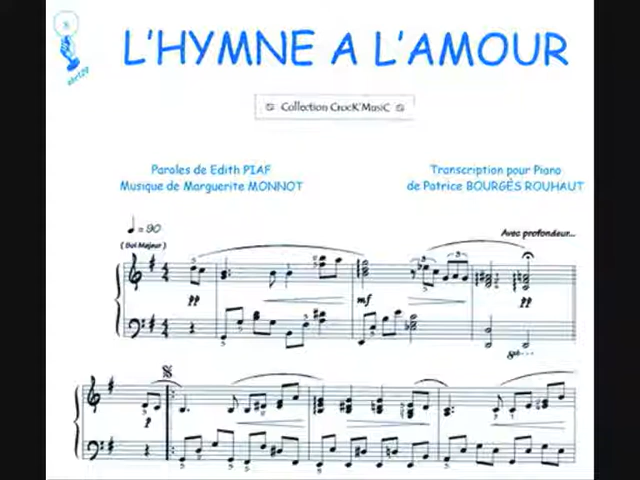 L'HYMNE A L'AMOUR
Collection CrocK'MusiC
Paroles de Edith PIAF
Musique de Marguerite MONNOT
Transcription pour Piano
de Patrice BOURGÈS ROUHAUT
= 90
(Sol Majeur)
Avec profondeur...
pp
mf
pp
p